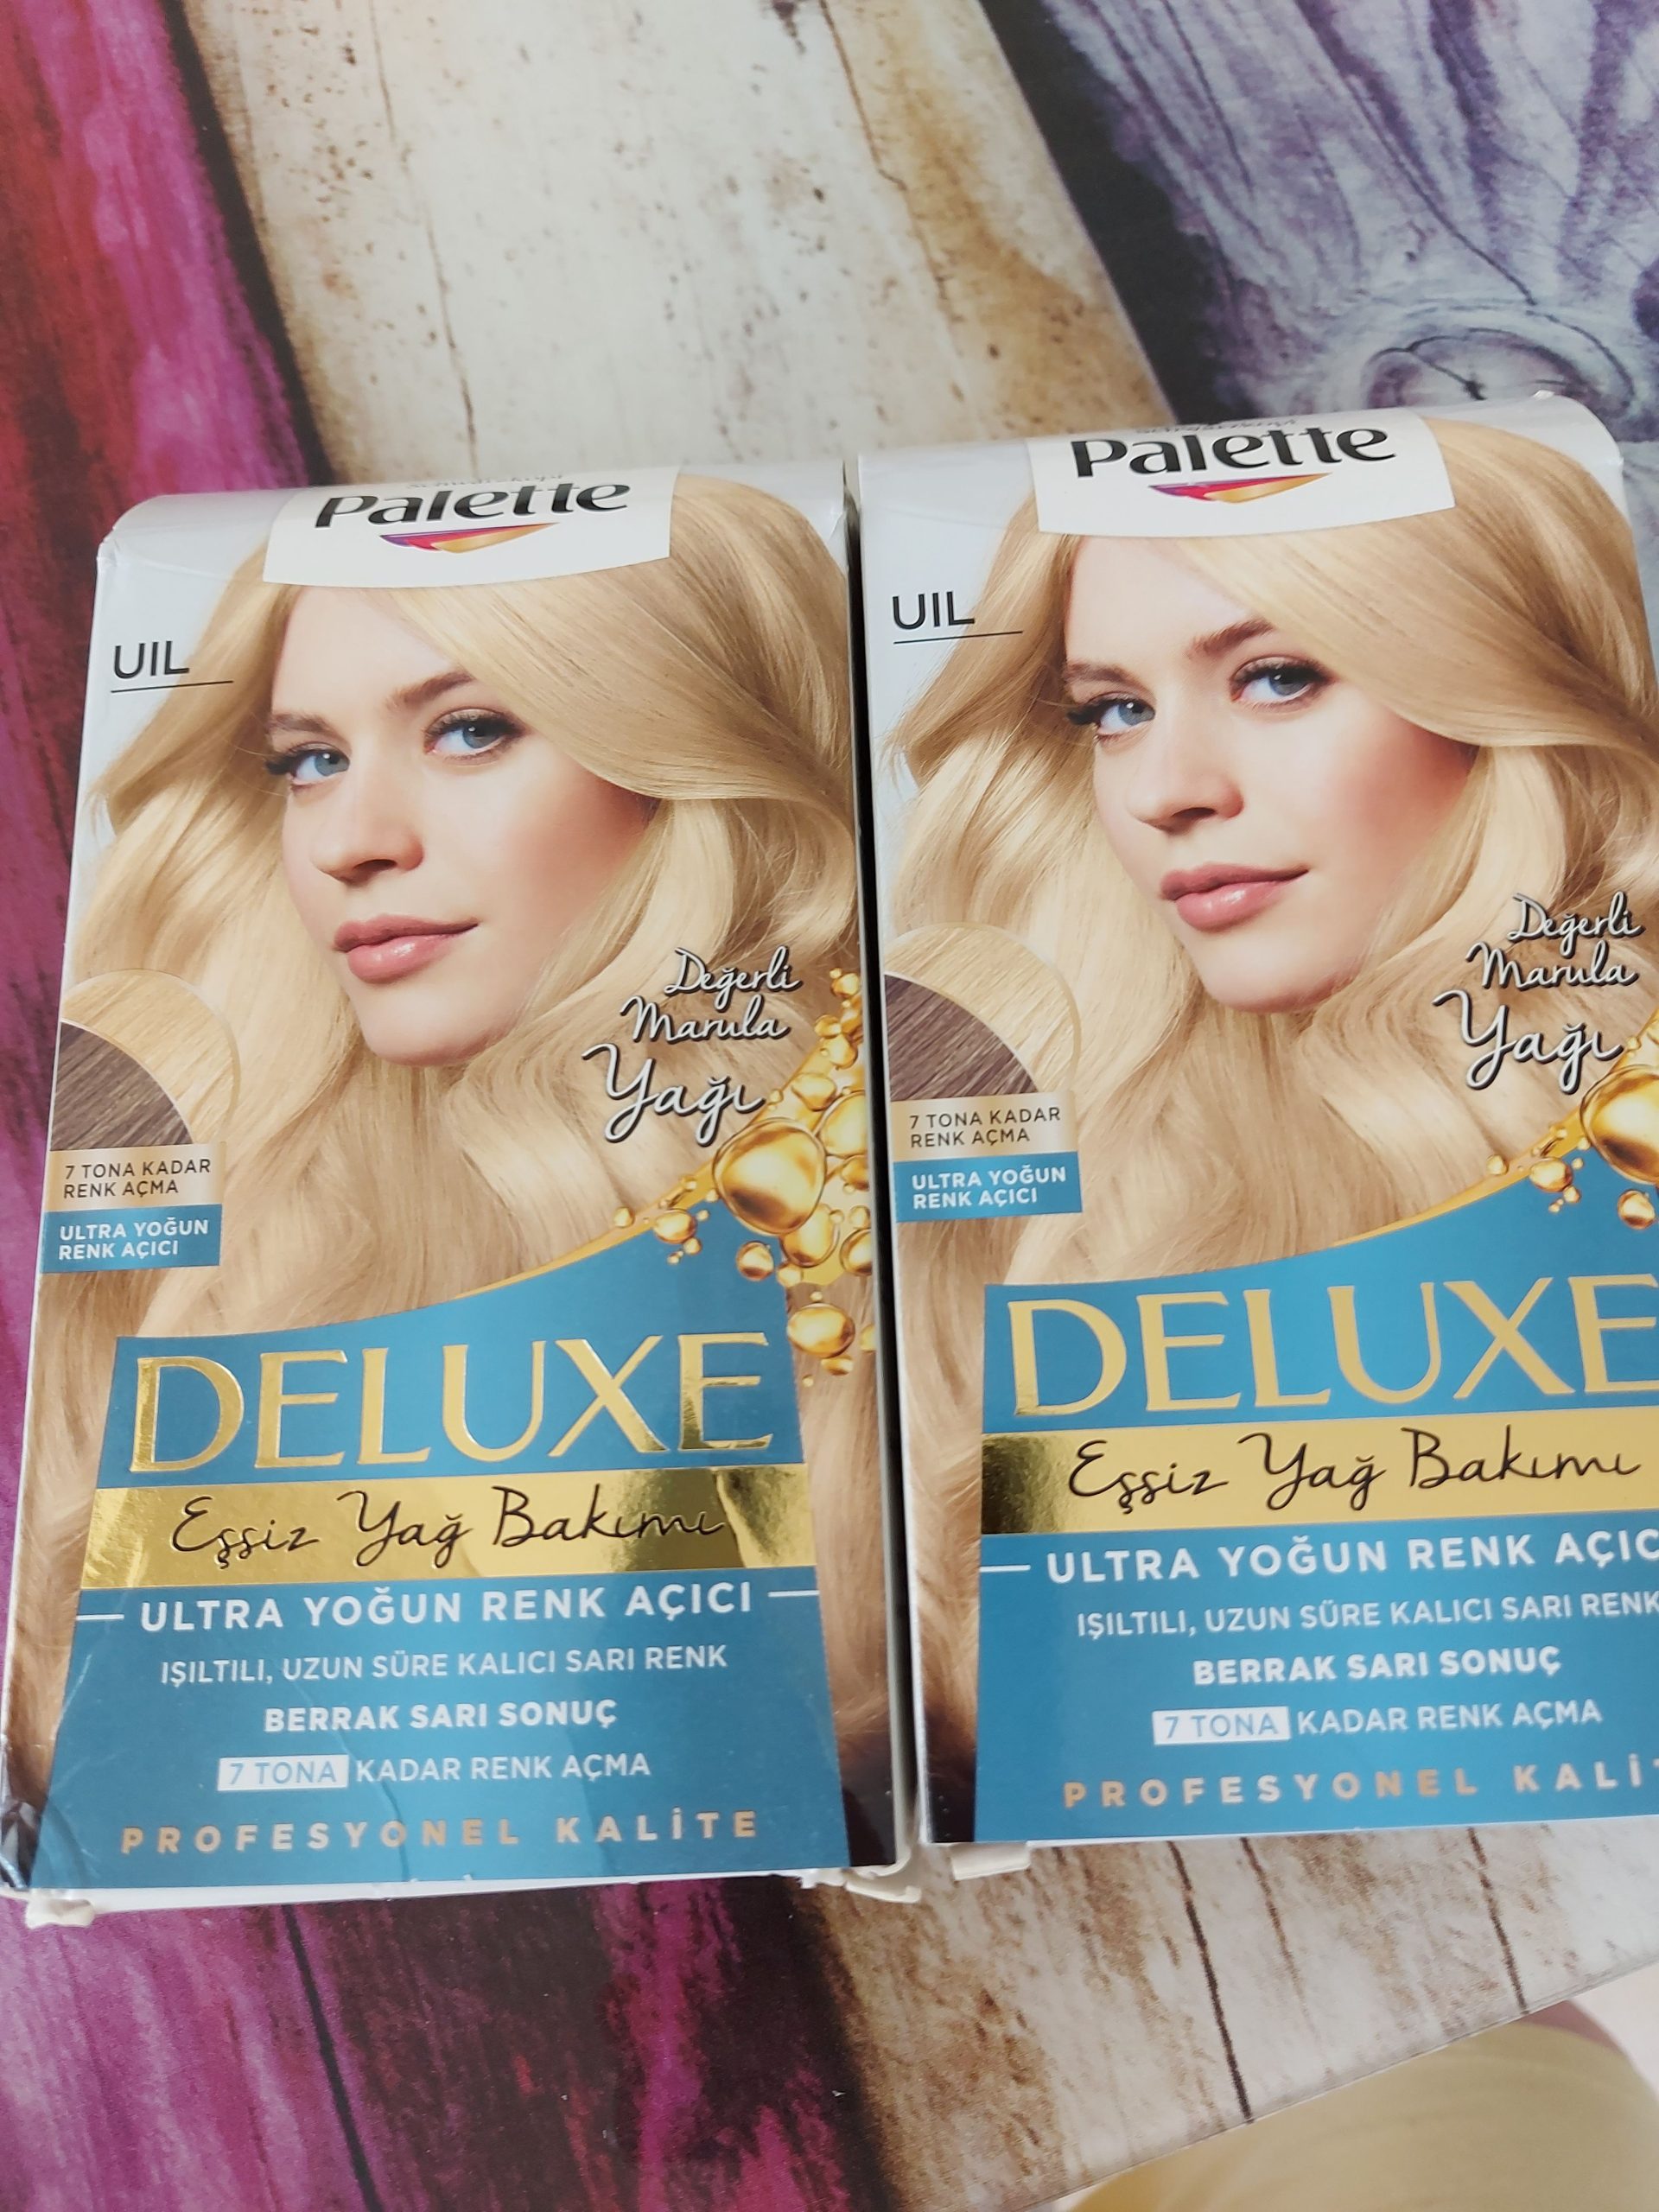 Schwarzkopf
Palette
UIL
Değerli
Marula
Yağı
7 TONA KADAR
RENK AÇMA
ULTRA YOĞUN
RENK AÇICI
DELUXE
Eşsiz Yağ Bakımı
ULTRA YOĞUN RENK AÇICI
IŞILTILI, UZUN SÜRE KALICI SARI RENK
BERRAK SARI SONUÇ
7 TONA KADAR RENK AÇMA
PROFESYONEL KALİTE
Schwarzkopf
Palette
UIL
Değerli
Marula
Yağı
7 TONA KADAR
RENK AÇMA
ULTRA YOĞUN
RENK AÇICI
DELUXE
Eşsiz Yağ Bakımı
ULTRA YOĞUN RENK AÇIC
IŞILTILI, UZUN SÜRE KALICI SARI RENK
BERRAK SARI SONUÇ
7 TONA KADAR RENK AÇMA
PROFESYONEL KALİ